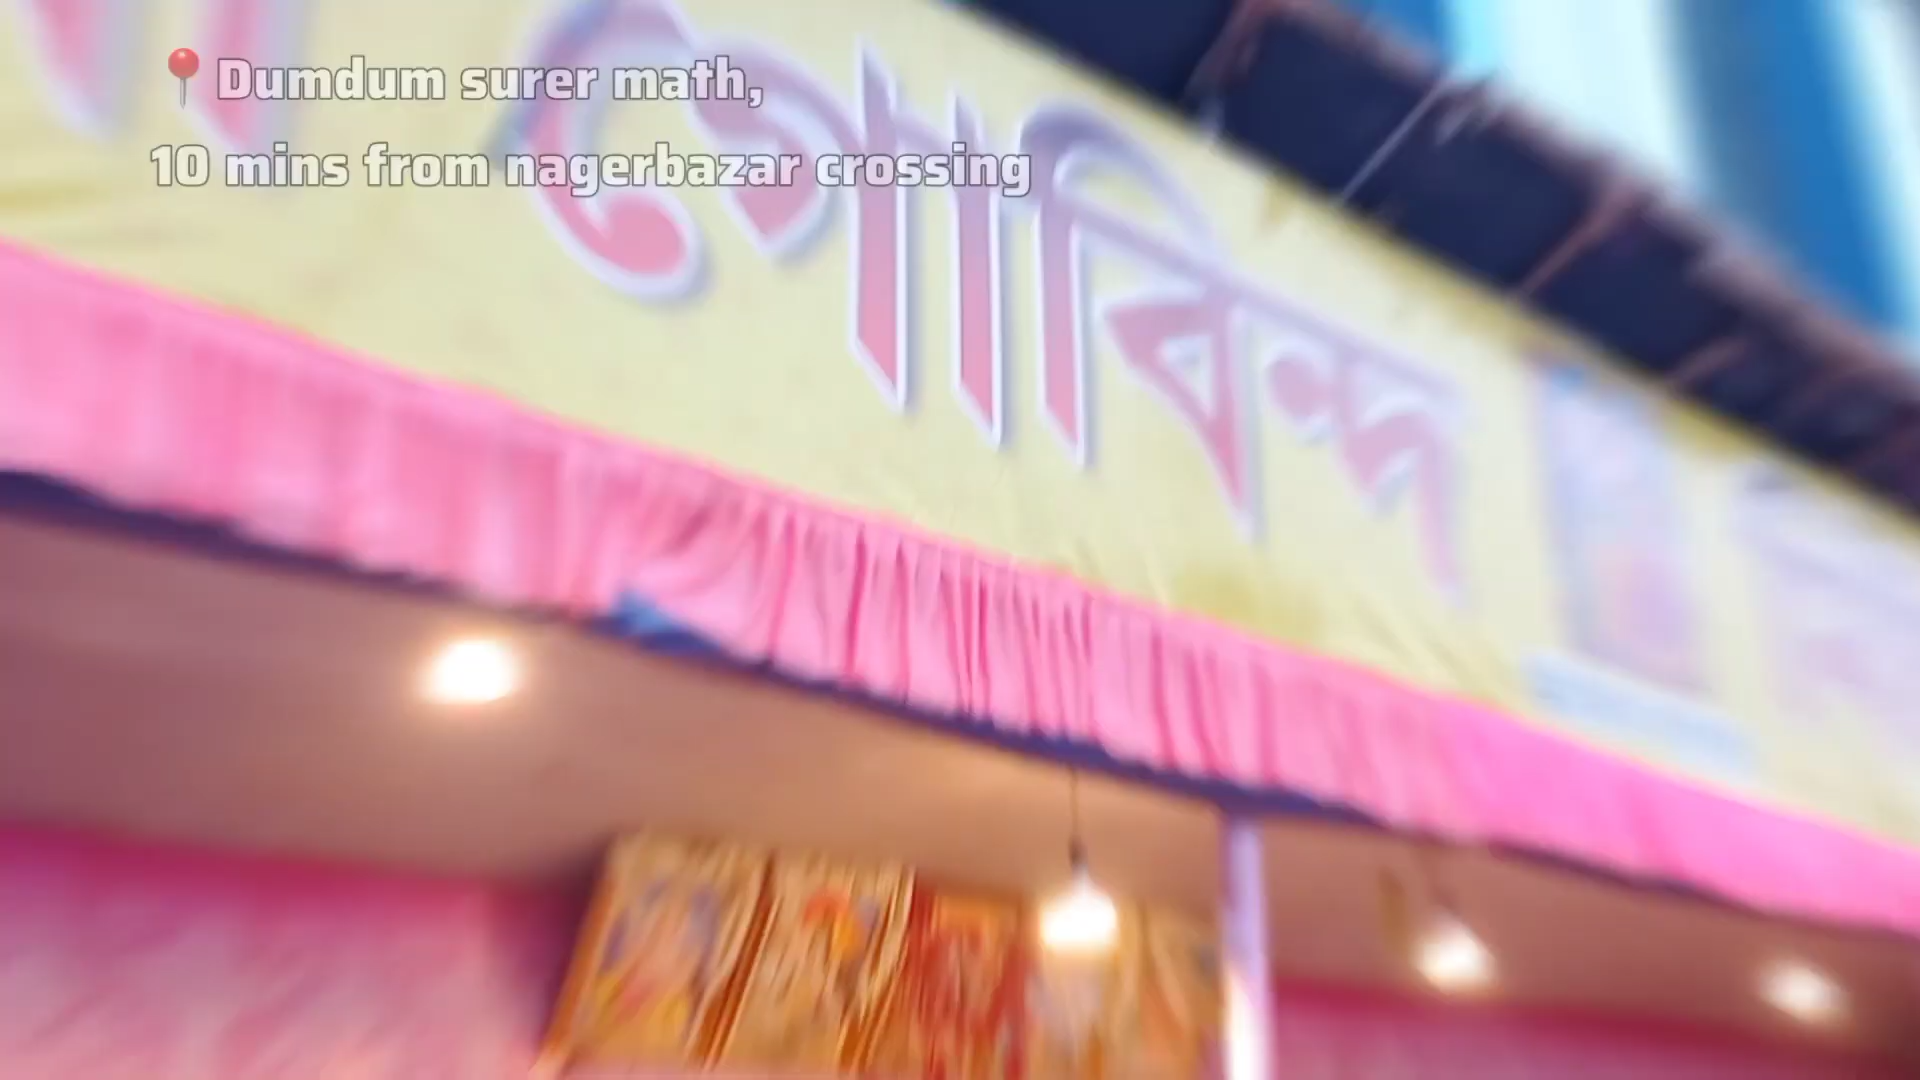 📍Dumdum surer math,
10 mins from nagerbazar crossing
গোবিন্দ